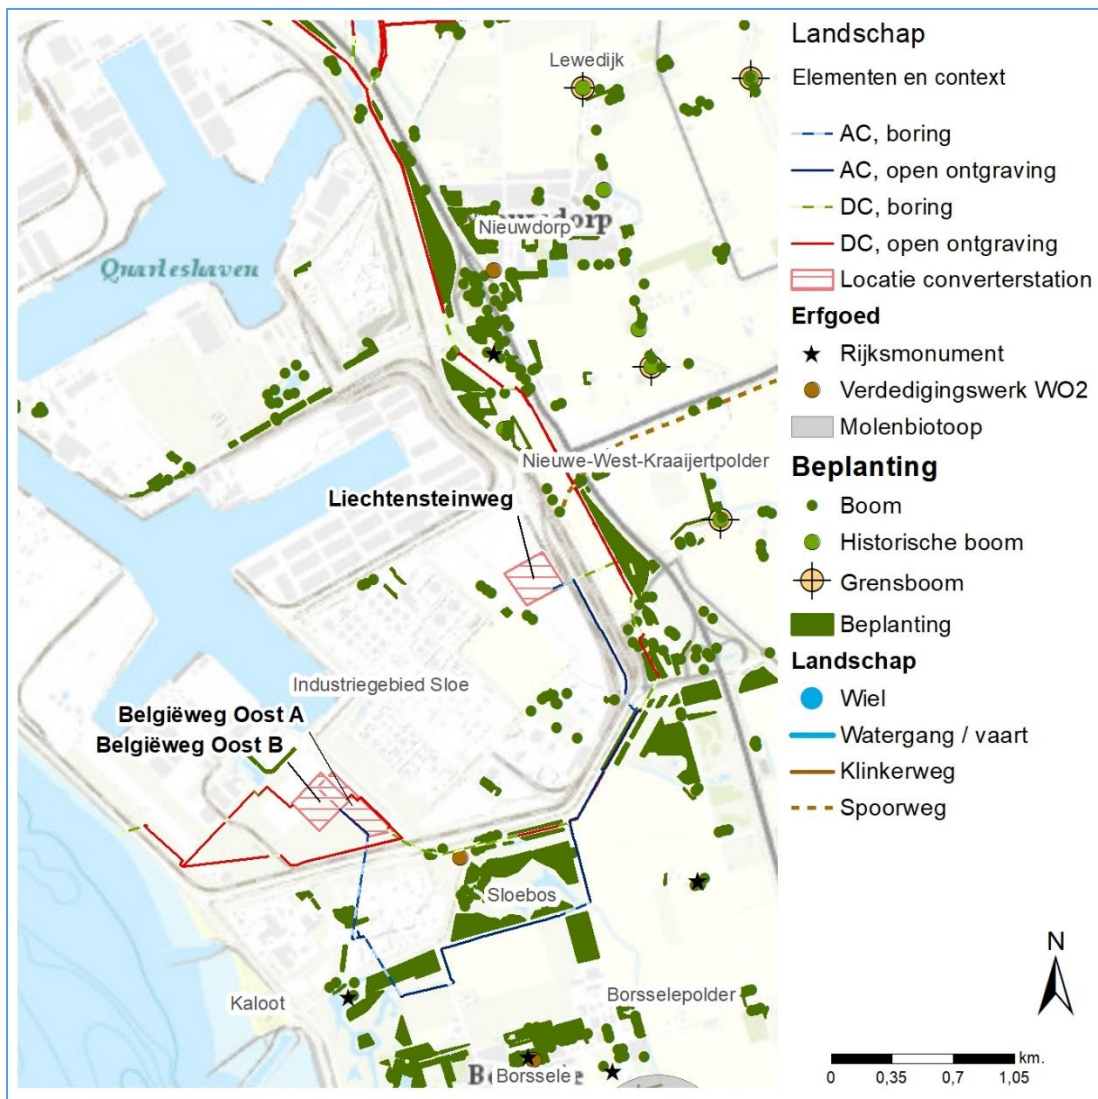 Lewedijk
Nieuwdorp
Quarleshaven
Nieuwe-West-Kraaijertpolder
Liechtensteinweg
Industriegebied Sloe
Belgiëweg Oost A
Belgiëweg Oost B
Sloebos
Kaloot
Borsselepolder
Borssele
Landschap
Elementen en context
AC, boring
AC, open ontgraving
DC, boring
DC, open ontgraving
Locatie converterstation
Erfgoed
Rijksmonument
Verdedigingswerk WO2
Molenbiotoop
Beplanting
Boom
Historische boom
Grensboom
Beplanting
Landschap
Wiel
Watergang / vaart
Klinkerweg
Spoorweg
N
km.
0 0,35 0,7 1,05